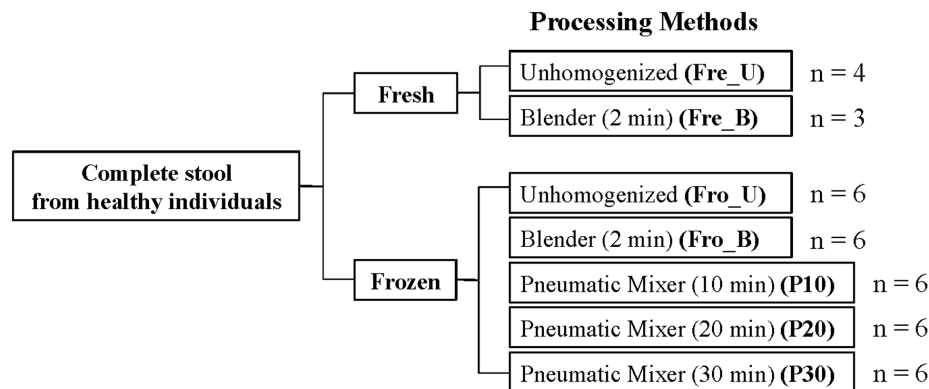 Processing Methods
Complete stool
from healthy individuals
Fresh
Unhomogenized (Fre_U) n = 4
Blender (2 min) (Fre_B) n = 3
Frozen
Unhomogenized (Fro_U) n = 6
Blender (2 min) (Fro_B) n = 6
Pneumatic Mixer (10 min) (P10) n = 6
Pneumatic Mixer (20 min) (P20) n = 6
Pneumatic Mixer (30 min) (P30) n = 6